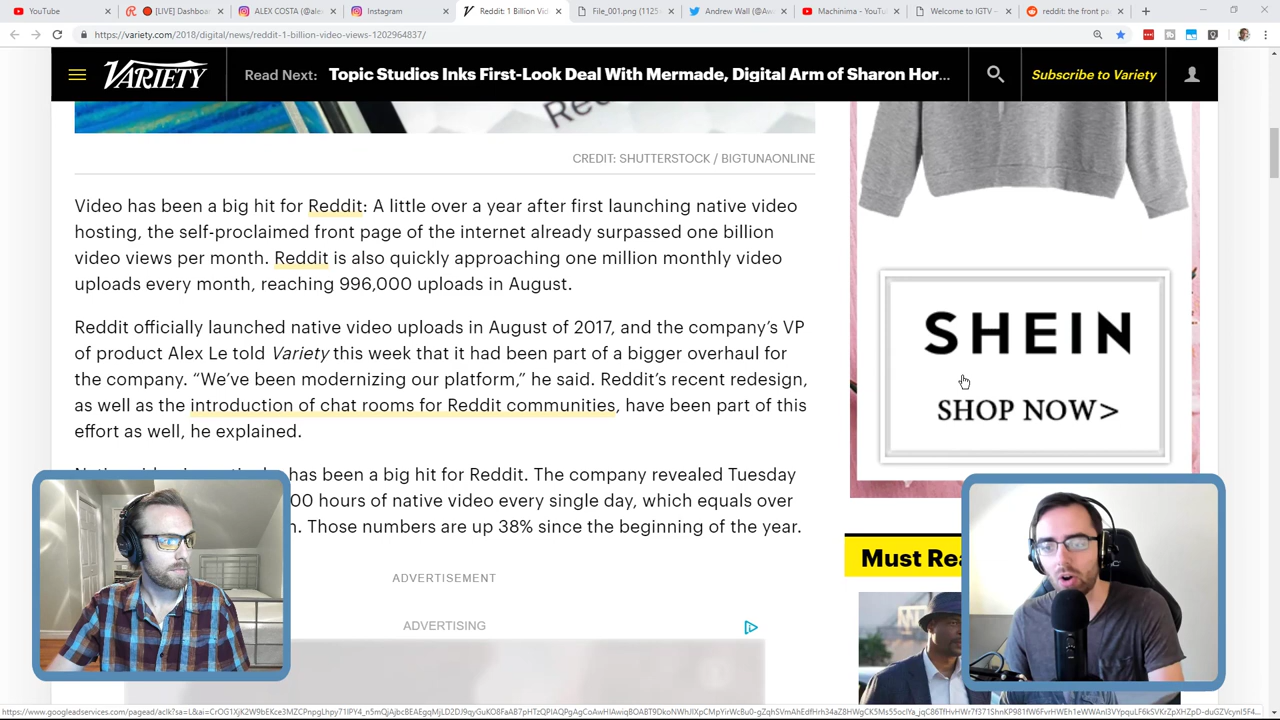 YouTube
[LIVE] Dashboa
ALEX COSTA (@ale
Instagram
Reddit: 1 Billion Vid
File_001.png (1125
Andrew Wall (@Aw
Machinima - YouTu
Welcome to IGTV –
reddit: the front pa
https://variety.com/2018/digital/news/reddit-1-billion-video-views-1202964837/
VARIETY
Read Next: Topic Studios Inks First-Look Deal With Mermade, Digital Arm of Sharon Hor...
Subscribe to Variety
Re
CREDIT: SHUTTERSTOCK / BIGTUNAONLINE
Video has been a big hit for Reddit: A little over a year after first launching native video
hosting, the self-proclaimed front page of the internet already surpassed one billion
video views per month. Reddit is also quickly approaching one million monthly video
uploads every month, reaching 996,000 uploads in August.
Reddit officially launched native video uploads in August of 2017, and the company's VP
of product Alex Le told Variety this week that it had been part of a bigger overhaul for
the company. “We've been modernizing our platform,” he said. Reddit's recent redesign,
as well as the introduction of chat rooms for Reddit communities, have been part of this
effort as well, he explained.
has been a big hit for Reddit. The company revealed Tuesday
00 hours of native video every single day, which equals over
. Those numbers are up 38% since the beginning of the year.
ADVERTISEMENT
ADVERTISING
SHEIN
SHOP NOW>
Must Rea